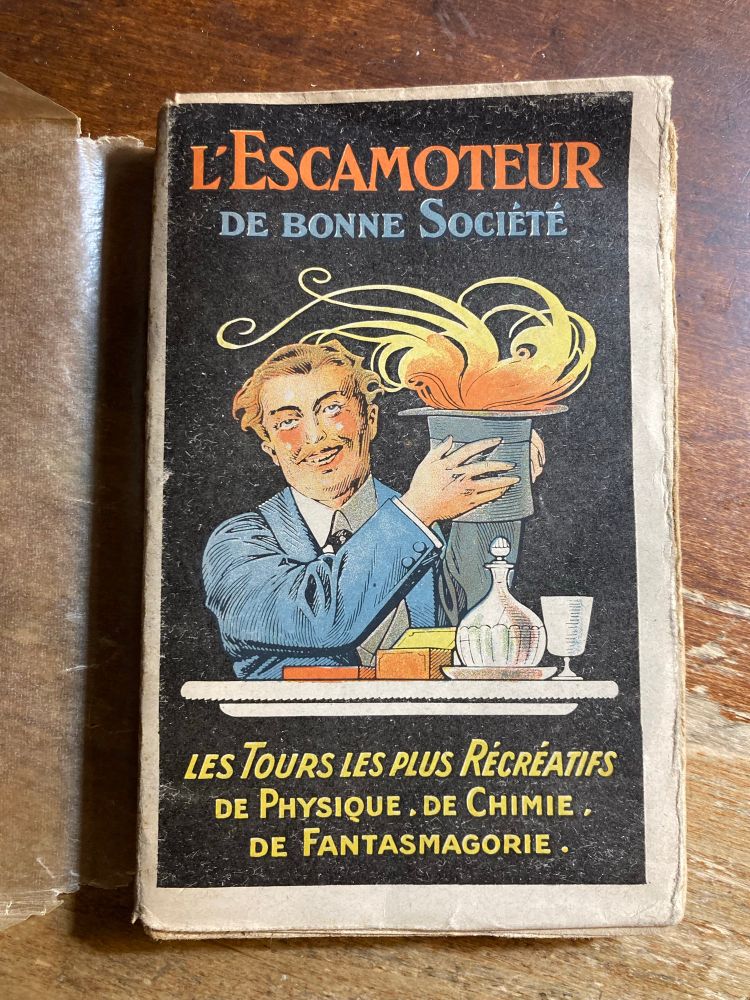 L'ESCAMOTEUR
DE BONNE SOCIÉTÉ
LES TOURS LES PLUS RÉCRÉATIFS
DE PHYSIQUE, DE CHIMIE,
DE FANTASMAGORIE.